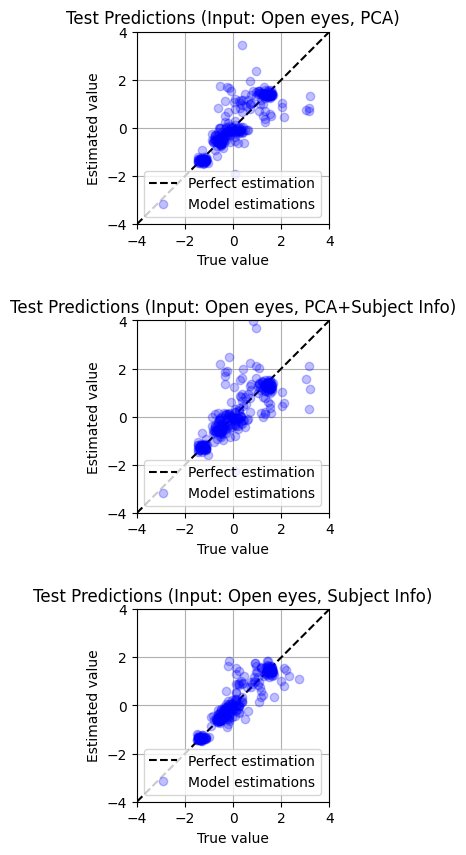 Test Predictions (Input: Open eyes, PCA)
4
2
0
−2
−4
Estimated value
Perfect estimation
Model estimations
−4 −2 0 2 4
True value
Test Predictions (Input: Open eyes, PCA+Subject Info)
4
2
0
−2
−4
Estimated value
Perfect estimation
Model estimations
−4 −2 0 2 4
True value
Test Predictions (Input: Open eyes, Subject Info)
4
2
0
−2
−4
Estimated value
Perfect estimation
Model estimations
−4 −2 0 2 4
True value